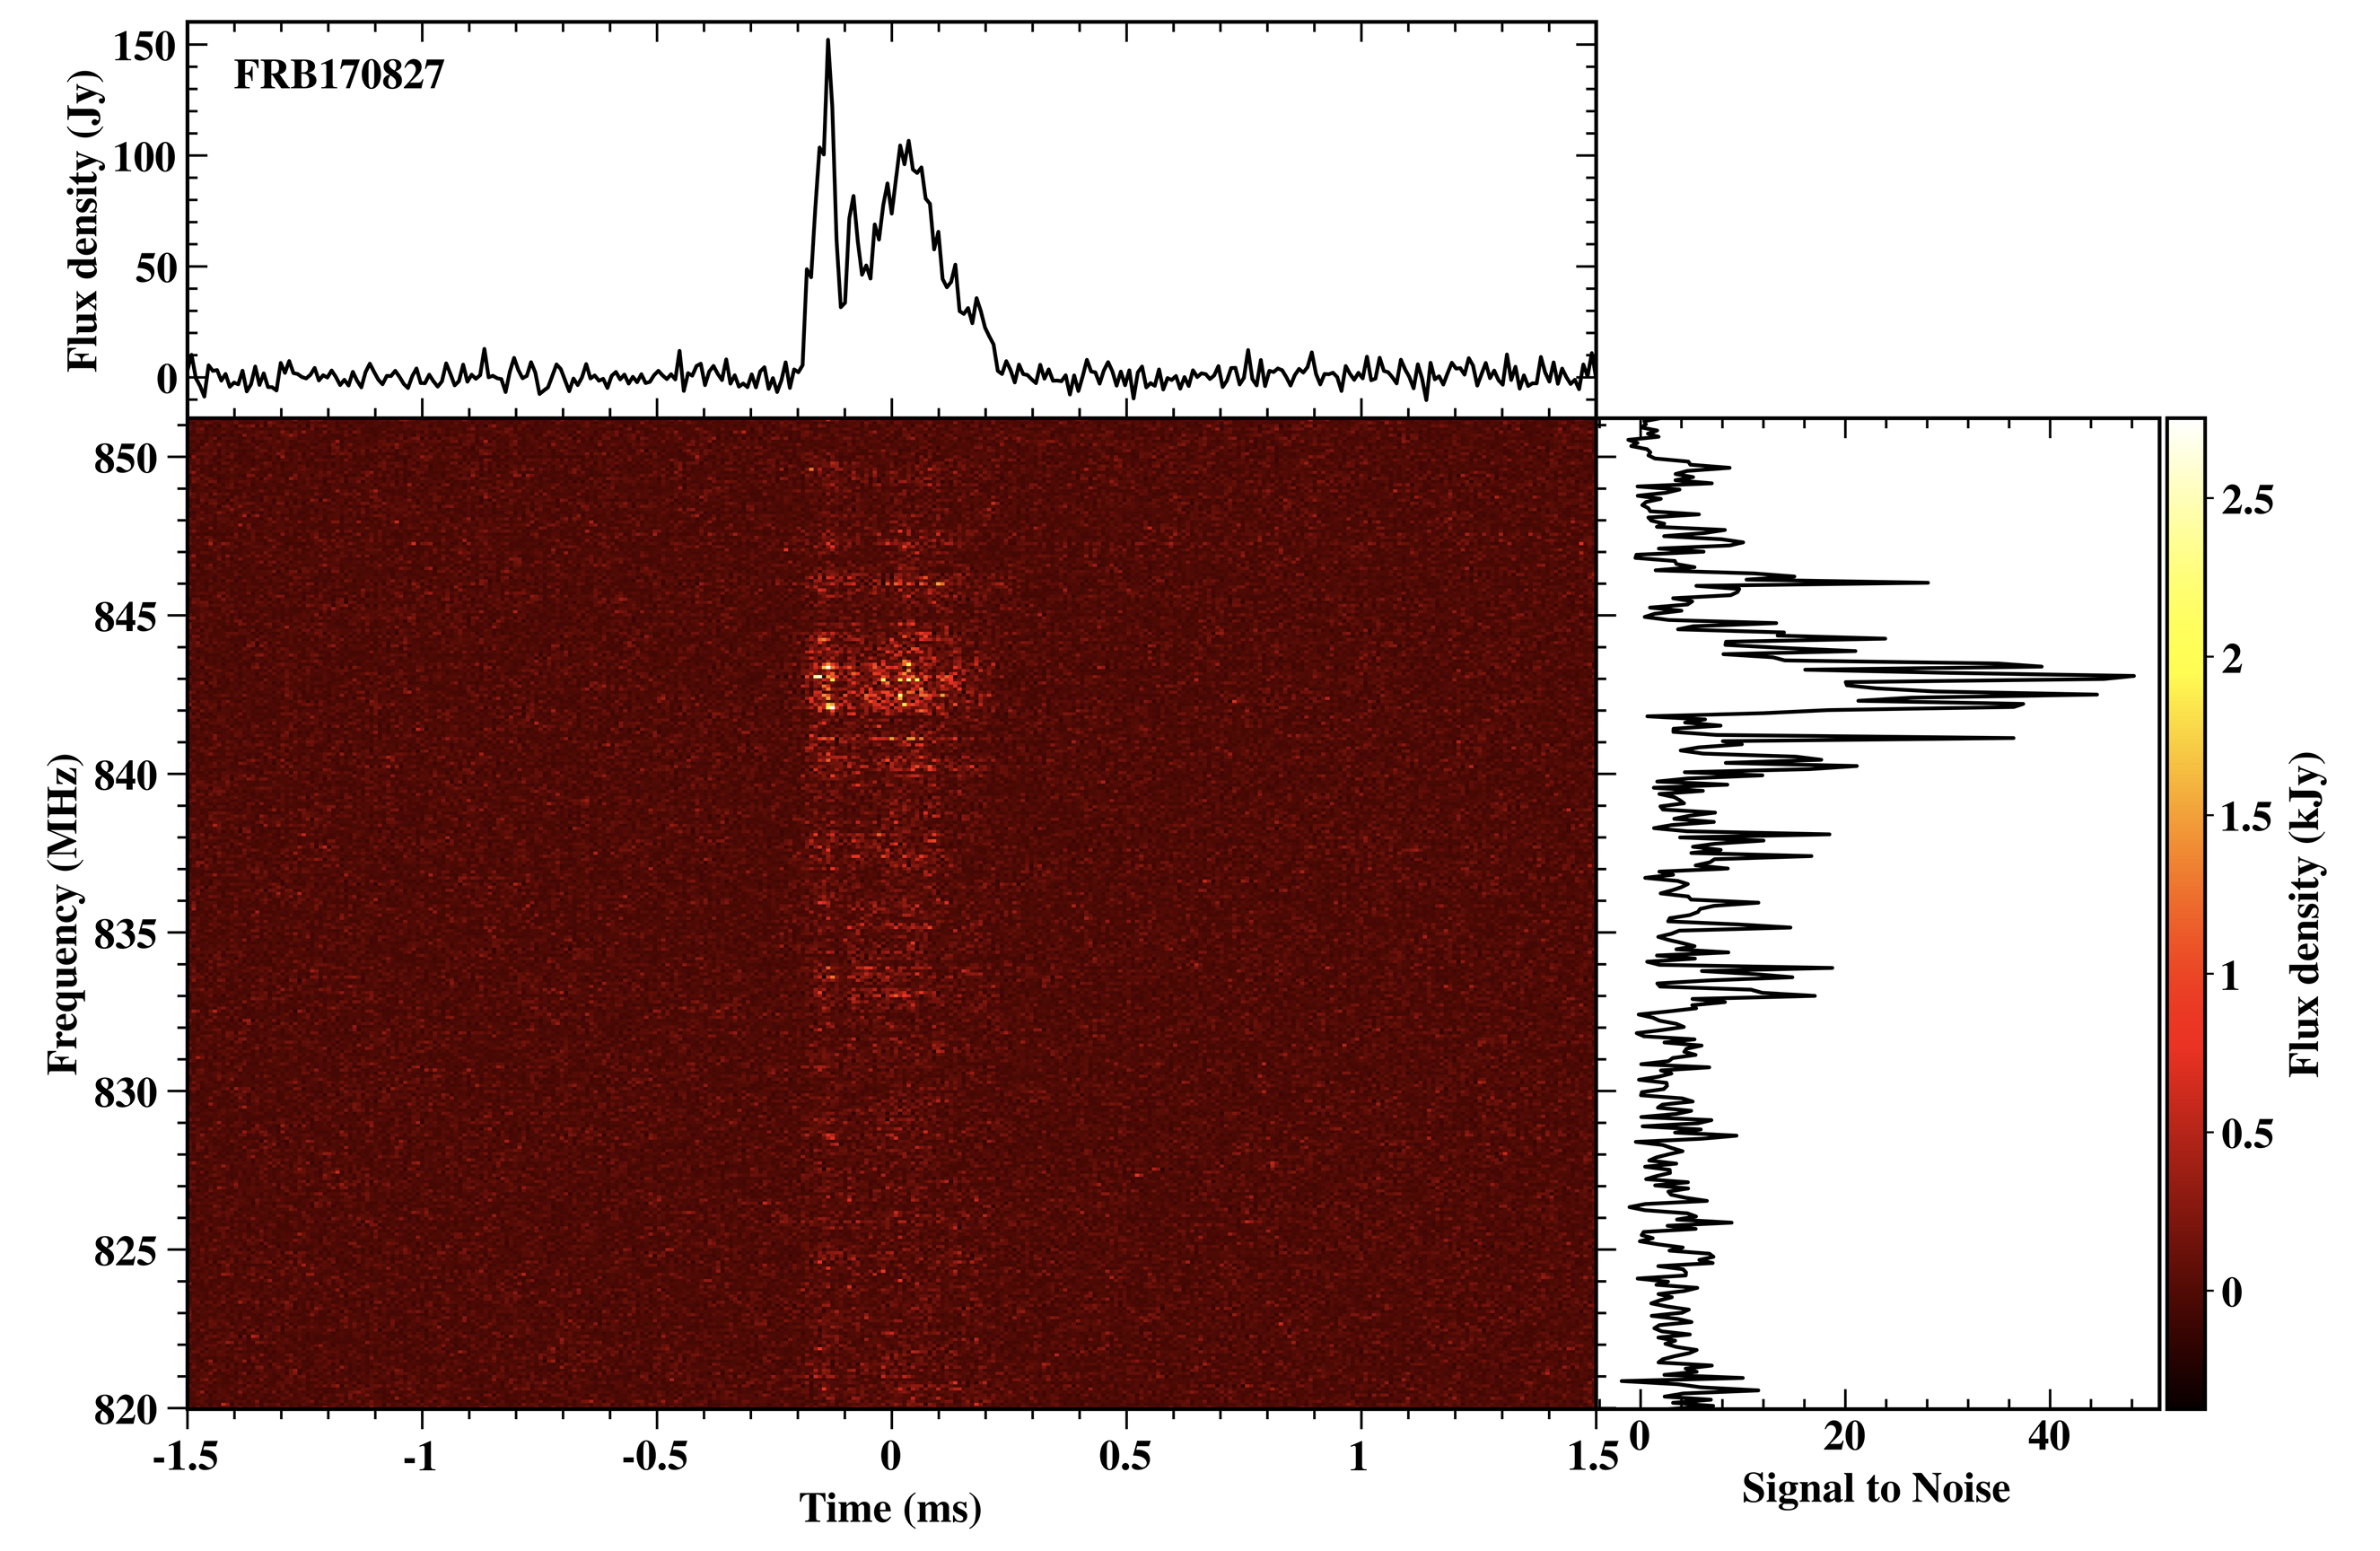 FRB170827
Flux density (Jy)
150
100
50
0
Frequency (MHz)
850
845
840
835
830
825
820
-1.5 -1 -0.5 0 0.5 1 1.5
Time (ms)
0 20 40
Signal to Noise
2.5
2
1.5
1
0.5
0
Flux density (kJy)